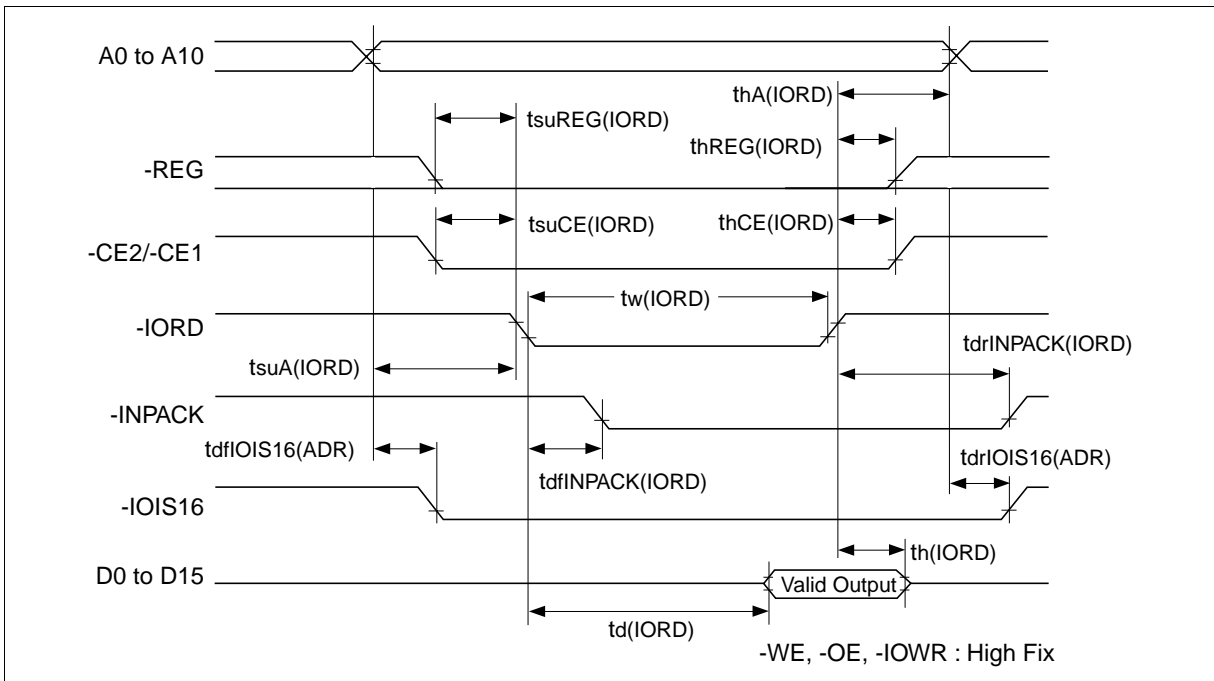 A0 to A10
thA(IORD)
tsuREG(IORD)
thREG(IORD)
-REG
tsuCE(IORD)
thCE(IORD)
-CE2/-CE1
tw(IORD)
-IORD
tdrINPACK(IORD)
tsuA(IORD)
-INPACK
tdfIOIS16(ADR)
tdrIOIS16(ADR)
tdfINPACK(IORD)
-IOIS16
th(IORD)
D0 to D15
Valid Output
td(IORD)
-WE, -OE, -IOWR : High Fix